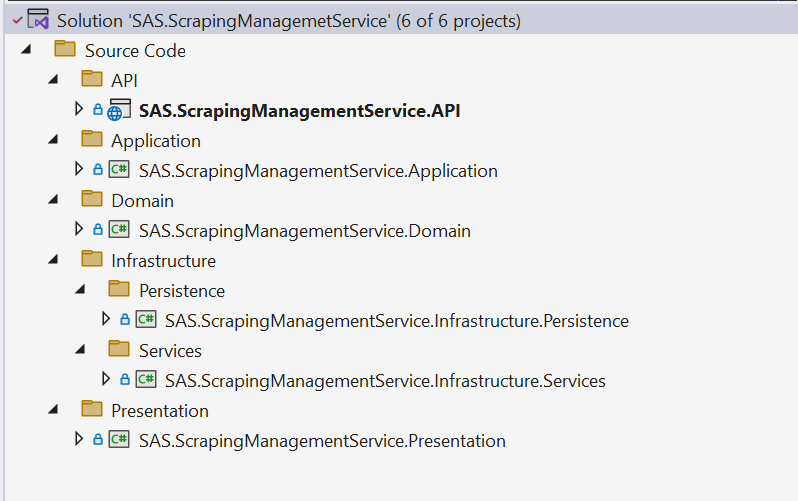 Solution 'SAS.ScrapingManagemetService' (6 of 6 projects)
Source Code
API
SAS.ScrapingManagementService.API
Application
C# SAS.ScrapingManagementService.Application
Domain
C# SAS.ScrapingManagementService.Domain
Infrastructure
Persistence
C# SAS.ScrapingManagementService.Infrastructure.Persistence
Services
C# SAS.ScrapingManagementService.Infrastructure.Services
Presentation
C# SAS.ScrapingManagementService.Presentation